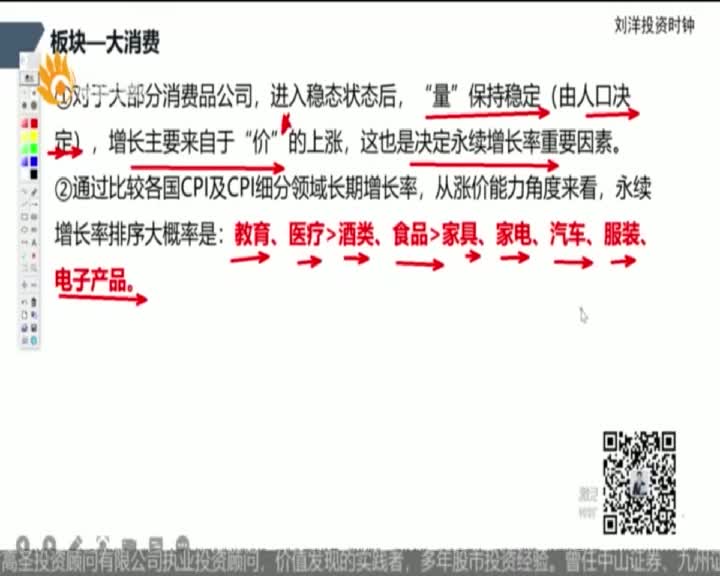 刘洋投资时钟
板块—大消费
①对于大部分消费品公司，进入稳态状态后，“量”保持稳定（由人口决
定），增长主要来自于“价”的上涨，这也是决定永续增长率重要因素。
②通过比较各国CPI及CPI细分领域长期增长率，从涨价能力角度来看，永续
增长率排序大概率是：教育、医疗>酒类、食品>家具、家电、汽车、服装、
电子产品。
高圣投资顾问有限公司执业投资顾问，价值发现的实践者，多年股市投资经验。曾任中山证券、九州证